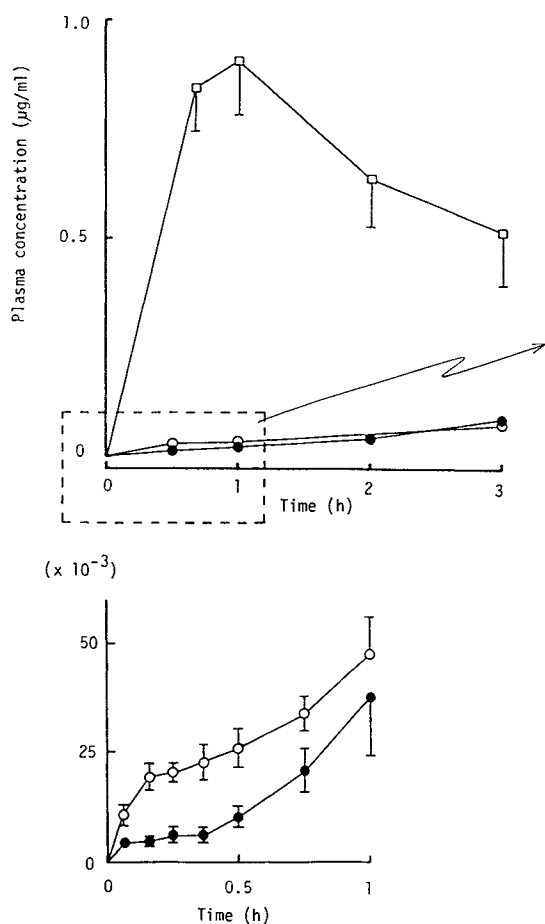 1.0
Plasma concentration (µg/ml)
0.5
0
0 1 2 3
Time (h)
(x 10⁻³)
50
25
0
0 0.5 1
Time (h)